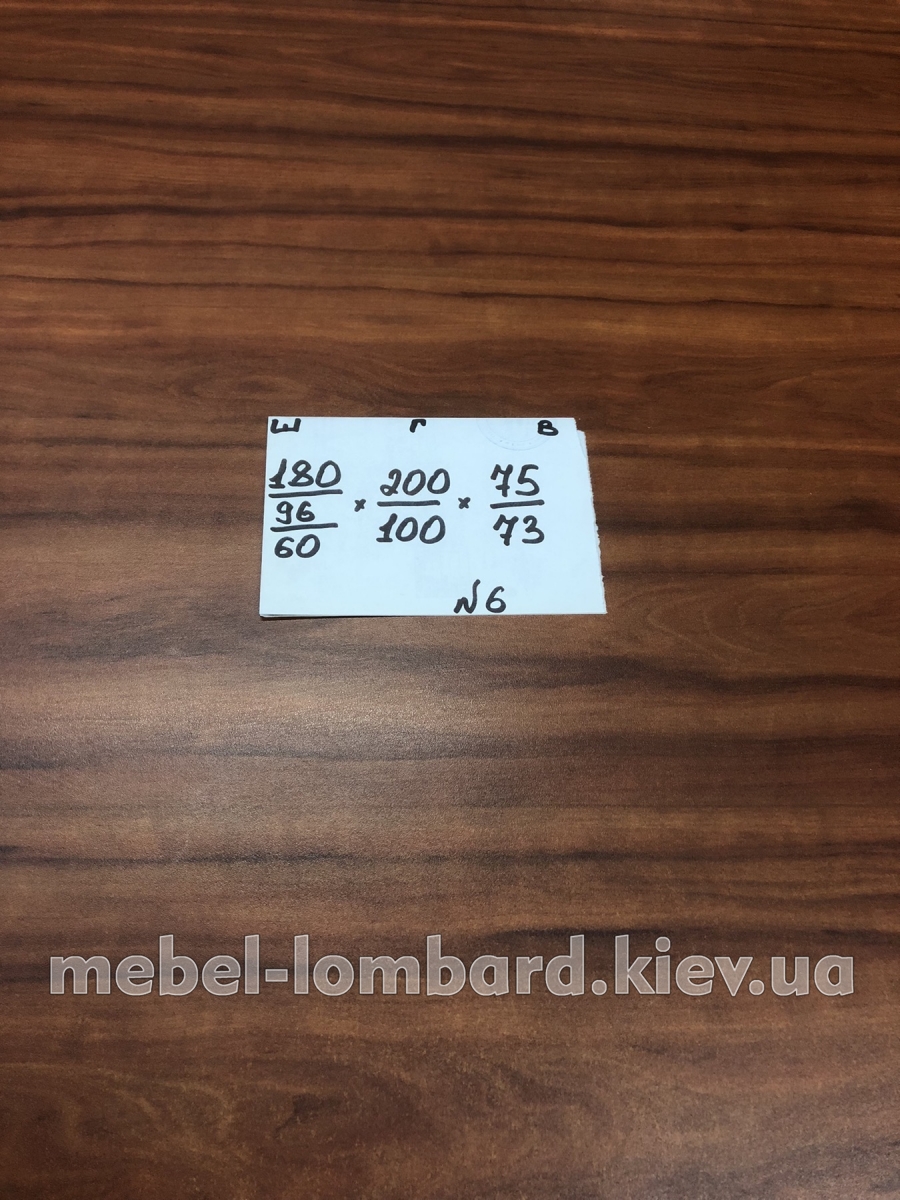 Ш Г В
180 × 200 × 75
96 100 73
60
N6
mebel-lombard.kiev.ua